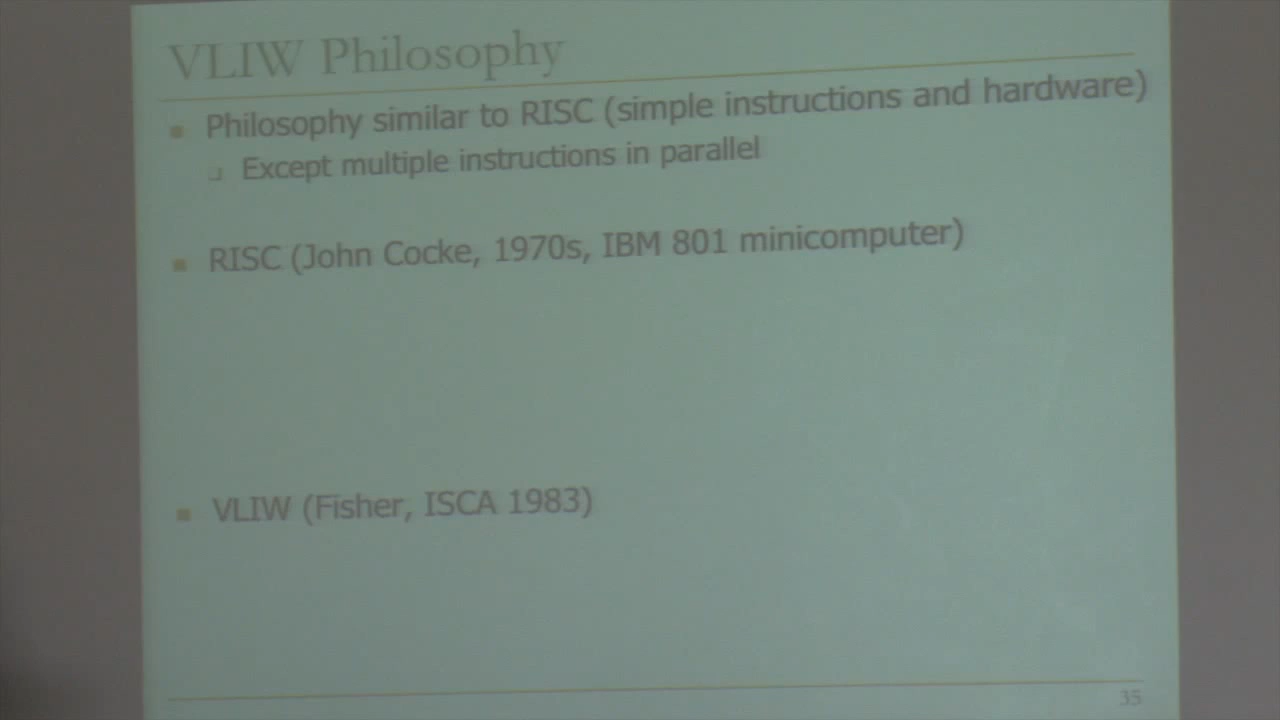 VLIW Philosophy
Philosophy similar to RISC (simple instructions and hardware)
Except multiple instructions in parallel
RISC (John Cocke, 1970s, IBM 801 minicomputer)
VLIW (Fisher, ISCA 1983)
35